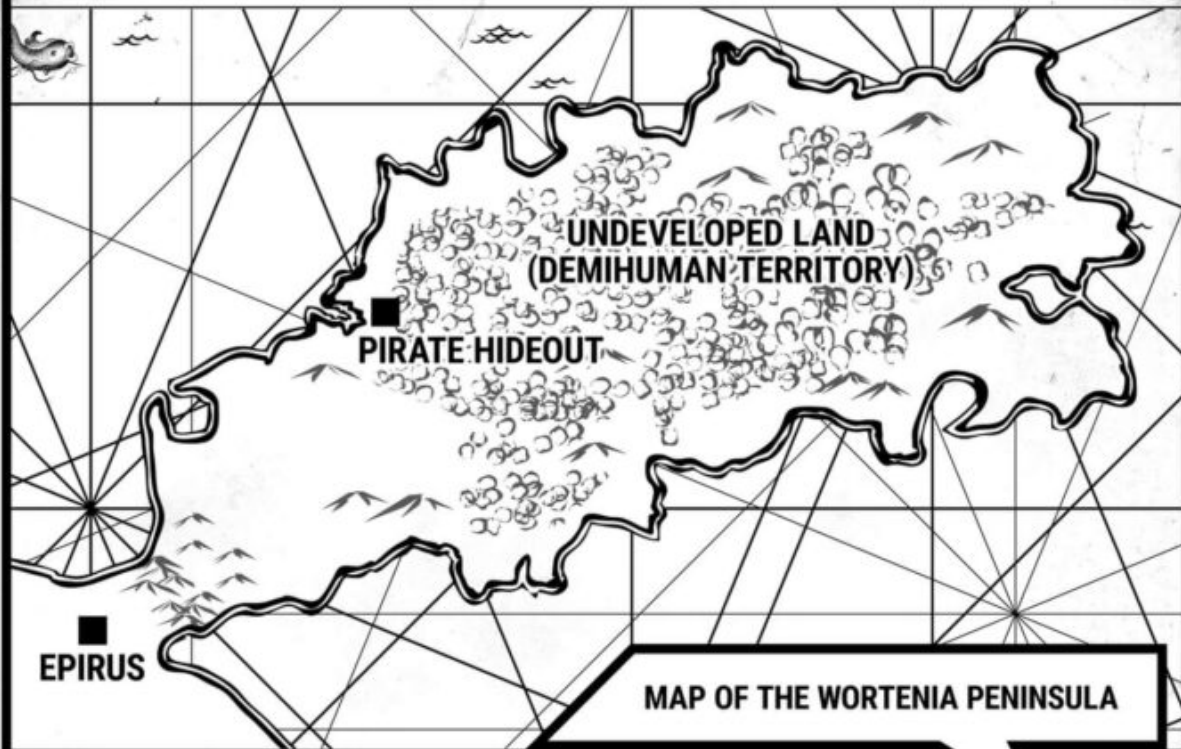 UNDEVELOPED LAND
(DEMIHUMAN TERRITORY)
PIRATE HIDEOUT
EPIRUS
MAP OF THE WORTENIA PENINSULA